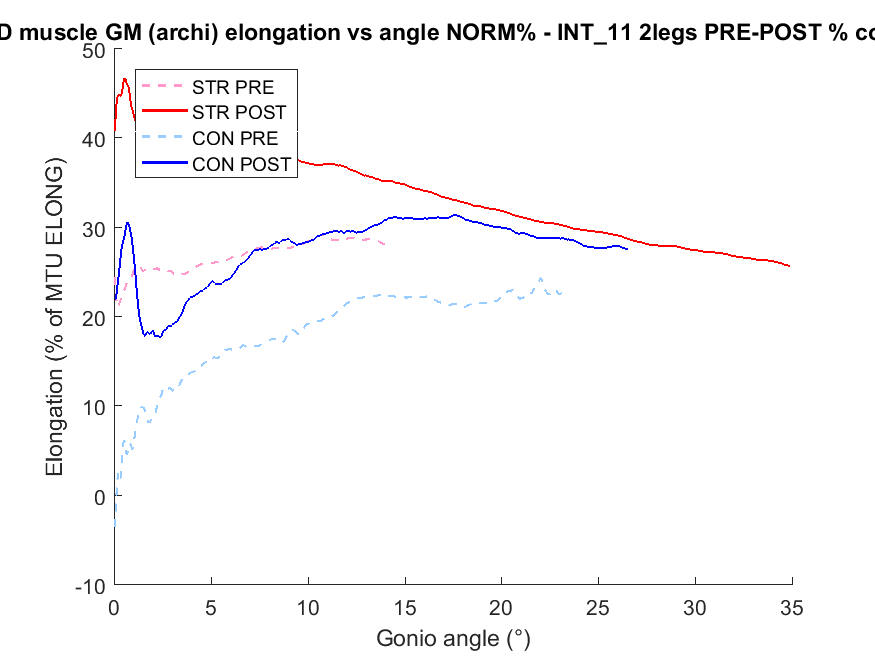 D muscle GM (archi) elongation vs angle NORM% - INT_11 2legs PRE-POST % co
50
40
30
20
10
0
-10
Elongation (% of MTU ELONG)
STR PRE
STR POST
CON PRE
CON POST
0 5 10 15 20 25 30 35
Gonio angle (°)